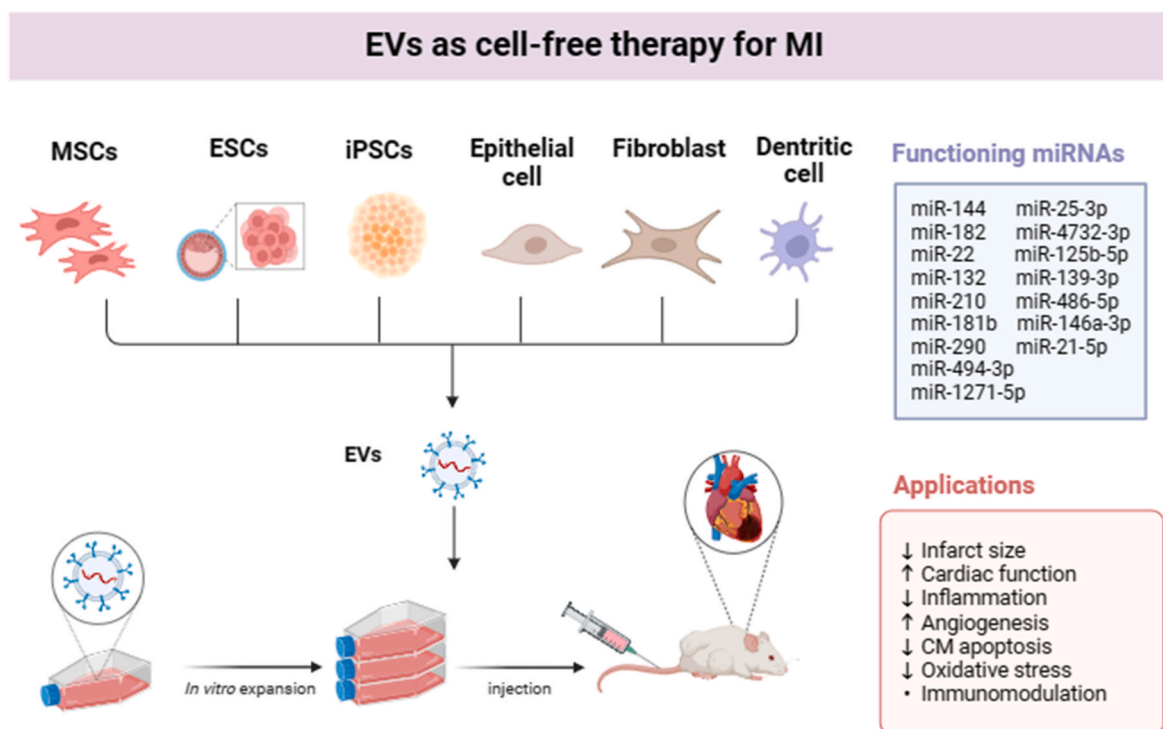 EVs as cell-free therapy for MI
MSCs
ESCs
iPSCs
Epithelial
cell
Fibroblast
Dentritic
cell
EVs
In vitro expansion
injection
Functioning miRNAs
miR-144 miR-25-3p
miR-182 miR-4732-3p
miR-22 miR-125b-5p
miR-132 miR-139-3p
miR-210 miR-486-5p
miR-181b miR-146a-3p
miR-290 miR-21-5p
miR-494-3p
miR-1271-5p
Applications
↓ Infarct size
↑ Cardiac function
↓ Inflammation
↑ Angiogenesis
↓ CM apoptosis
↓ Oxidative stress
· Immunomodulation